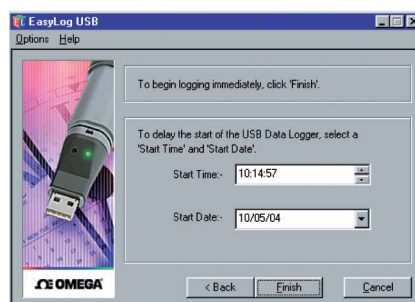 EasyLog USB
Options Help
To begin logging immediately, click 'Finish'.
To delay the start of the USB Data Logger, select a
'Start Time' and 'Start Date'.
Start Time:- 10:14:57
Start Date:- 10/05/04
OMEGA
< Back Finish Cancel